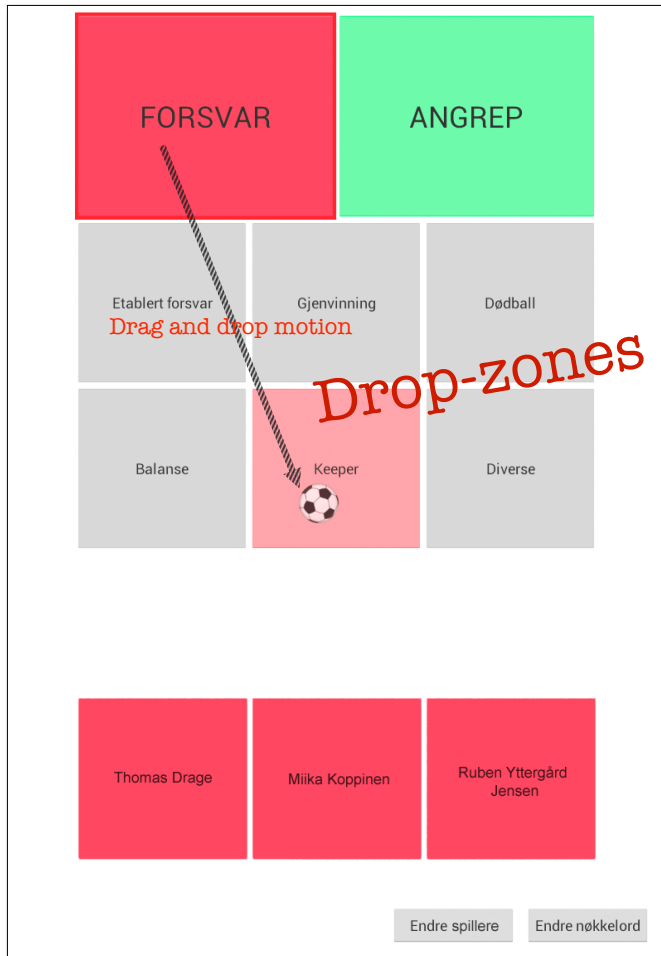 FORSVAR
ANGREP
Etablert forsvar
Gjenvinning
Dødball
Drag and drop motion
Drop-zones
Balanse
Keeper
Diverse
Thomas Drage
Miika Koppinen
Ruben Yttergård
Jensen
Endre spillere
Endre nøkkelord